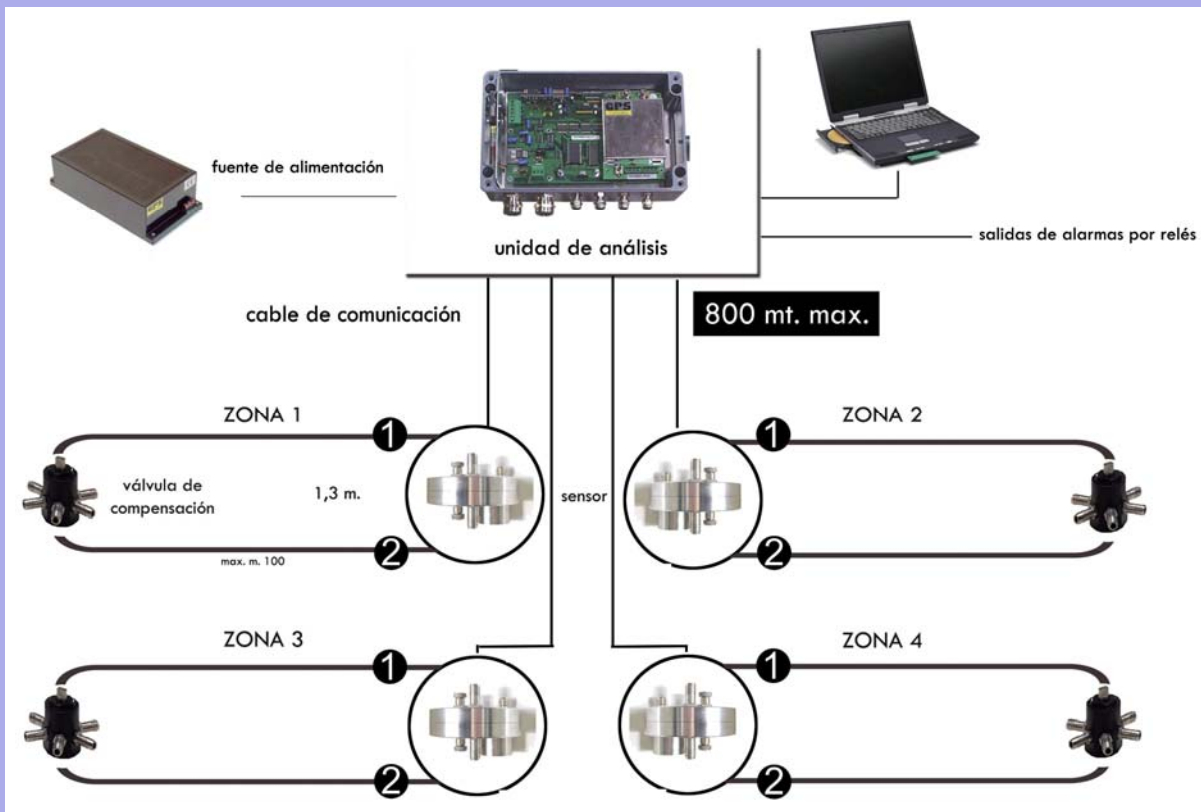 GPS
fuente de alimentación
unidad de análisis
salidas de alarmas por relés
cable de comunicación
800 mt. max.
ZONA 1
1
válvula de
compensación
1,3 m.
2
max. m. 100
sensor
ZONA 2
1
2
ZONA 3
1
2
ZONA 4
1
2